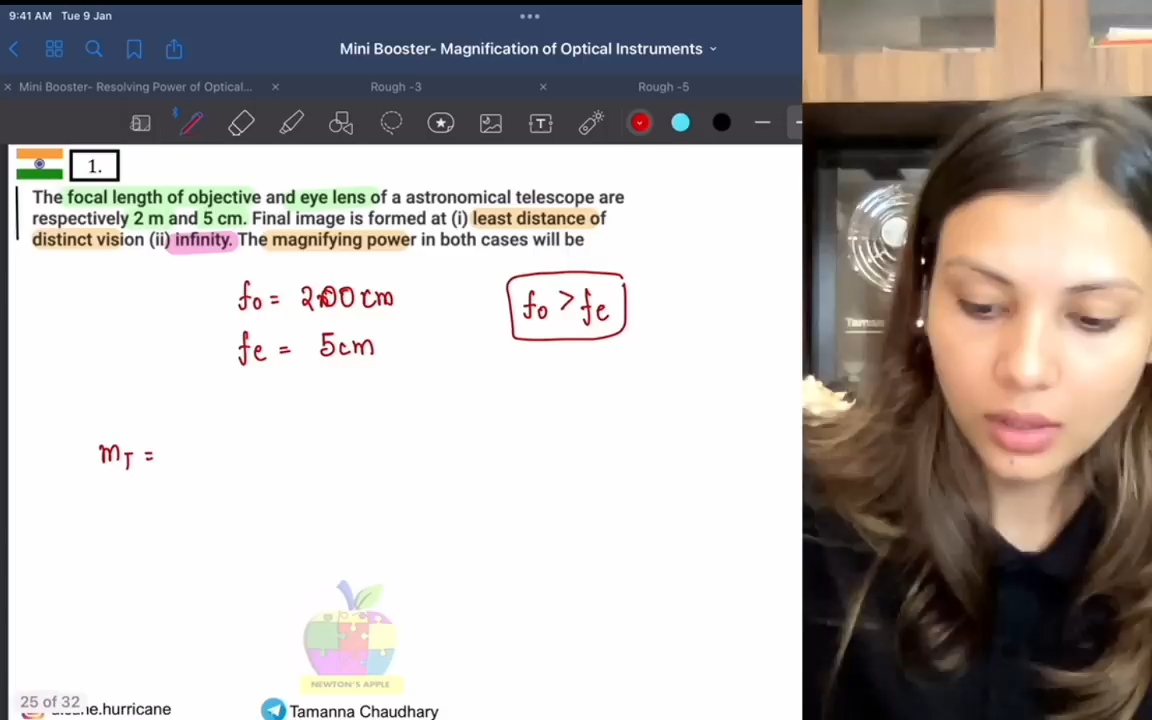 9:41 AM Tue 9 Jan
Mini Booster- Magnification of Optical Instruments
Mini Booster- Resolving Power of Optical...
Rough -3
Rough -5
1.
The focal length of objective and eye lens of a astronomical telescope are
respectively 2 m and 5 cm. Final image is formed at (i) least distance of
distinct vision (ii) infinity. The magnifying power in both cases will be
fo = 200 cm
fo > fe
fe = 5cm
mT =
NEWTON'S APPLE
25 of 32
Tamanna Chaudhary